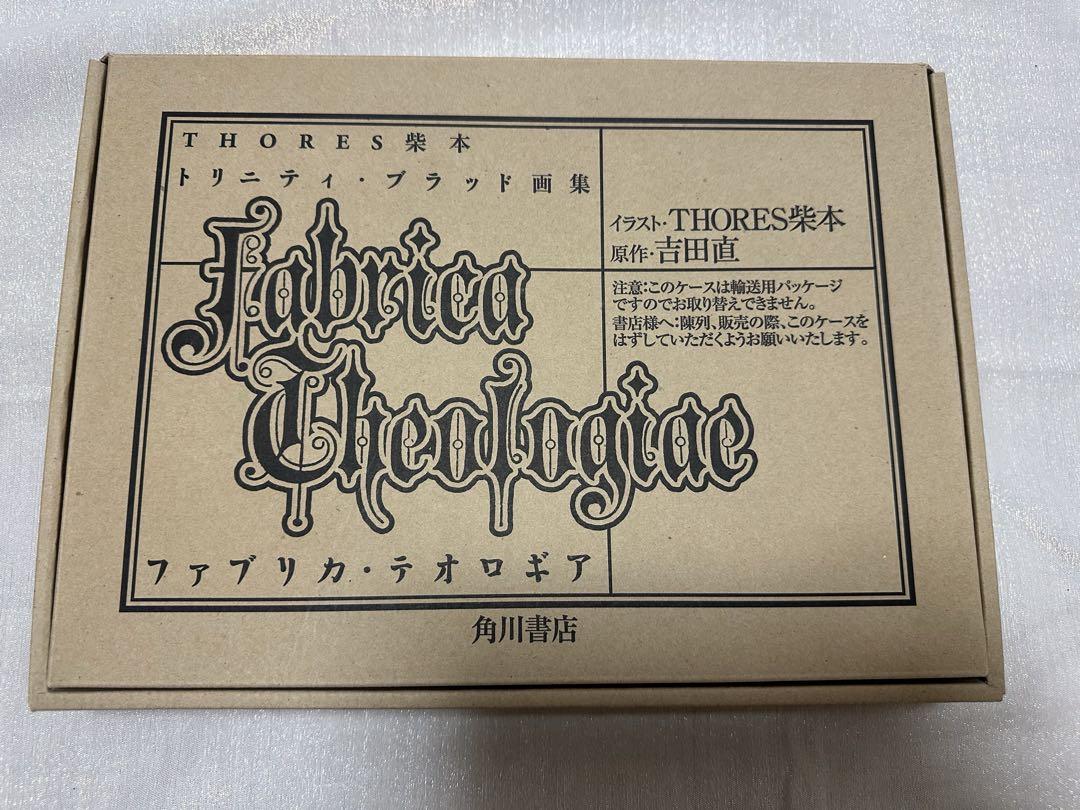 THORES柴本
トリニティ・ブラッド画集
Fabrica
Theologiae
ファブリカ・テオロギア
イラスト・THORES柴本
原作・吉田直
注意:このケースは輸送用パッケージ
ですのでお取り替えできません。
書店様へ:陳列、販売の際、このケースを
はずしていただくようお願いいたします。
角川書店